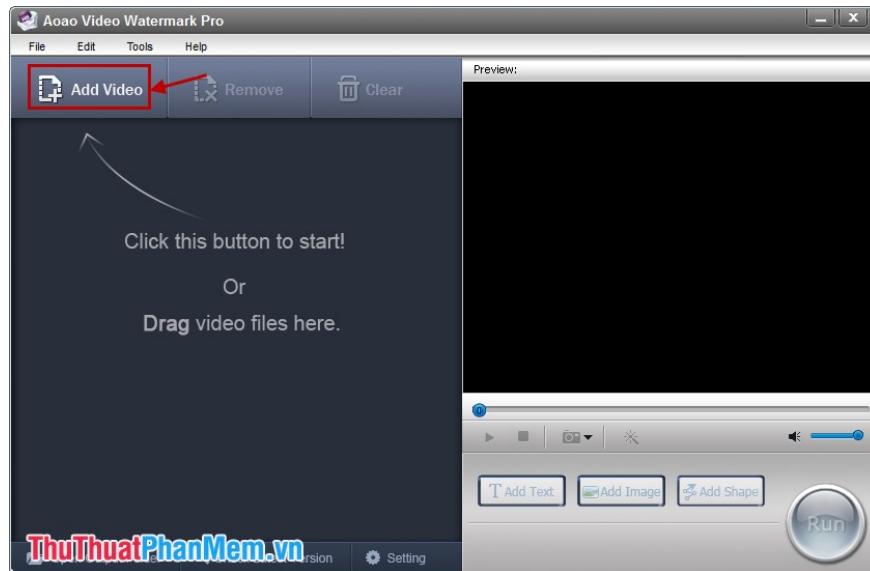 Aoao Video Watermark Pro
File Edit Tools Help
Add Video Remove Clear
Preview:
Click this button to start!
Or
Drag video files here.
T Add Text Add Image Add Shape
Run
ThuThuatPhanMem.vn
Setting